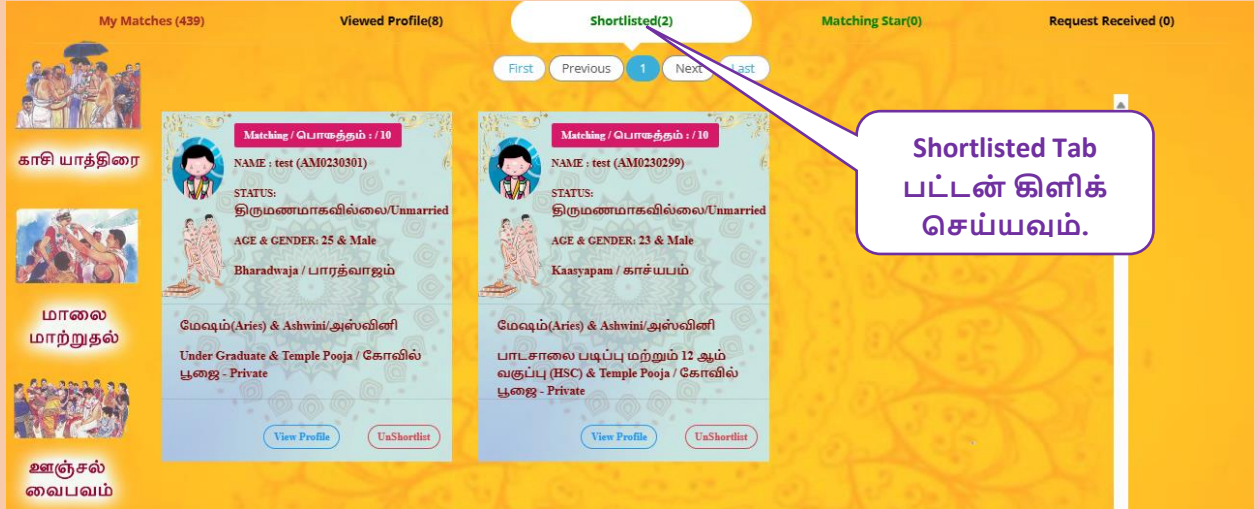 My Matches (439) Viewed Profile(8) Shortlisted(2) Matching Star(0) Request Received (0)
First Previous 1 Next Last
காசி யாத்திரை
மாலை
மாற்றுதல்
ஊஞ்சல்
வைபவம்
Matching / பொருத்தம் : / 10
NAME : test (AM0230301)
STATUS:
திருமணமாகவில்லை/Unmarried
AGE & GENDER: 25 & Male
Bharadwaja / பாரத்வாஜம்
மேஷம்(Aries) & Ashwini/அஸ்வினி
Under Graduate & Temple Pooja / கோவில்
பூஜை - Private
View Profile UnShortlist
Matching / பொருத்தம் : / 10
NAME : test (AM0230299)
STATUS:
திருமணமாகவில்லை/Unmarried
AGE & GENDER: 23 & Male
Kaasyapam / காச்யபம்
மேஷம்(Aries) & Ashwini/அஸ்வினி
பாடசாலை படிப்பு மற்றும் 12 ஆம்
வகுப்பு (HSC) & Temple Pooja / கோவில்
பூஜை - Private
View Profile UnShortlist
Shortlisted Tab
பட்டன் கிளிக்
செய்யவும்.